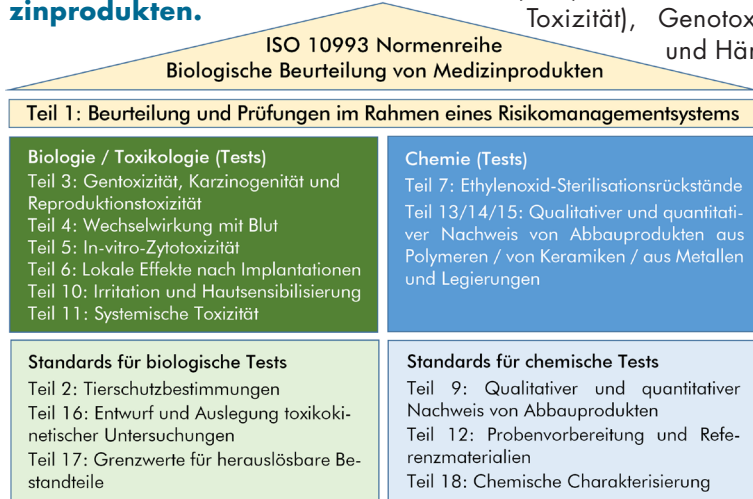 zinprodukten.
Toxizität), Genotox
und Här
ISO 10993 Normenreihe
Biologische Beurteilung von Medizinprodukten
Teil 1: Beurteilung und Prüfungen im Rahmen eines Risikomanagementsystems
Biologie / Toxikologie (Tests)
Teil 3: Gentoxizität, Karzinogenität und
Reproduktionstoxizität
Teil 4: Wechselwirkung mit Blut
Teil 5: In-vitro-Zytotoxizität
Teil 6: Lokale Effekte nach Implantationen
Teil 10: Irritation und Hautsensibilisierung
Teil 11: Systemische Toxizität
Chemie (Tests)
Teil 7: Ethylenoxid-Sterilisationsrückstände
Teil 13/14/15: Qualitativer und quantitati-
ver Nachweis von Abbauprodukten aus
Polymeren / von Keramiken / aus Metallen
und Legierungen
Standards für biologische Tests
Teil 2: Tierschutzbestimmungen
Teil 16: Entwurf und Auslegung toxikoki-
netischer Untersuchungen
Teil 17: Grenzwerte für herauslösbare Be-
standteile
Standards für chemische Tests
Teil 9: Qualitativer und quantitativer
Nachweis von Abbauprodukten
Teil 12: Probenvorbereitung und Refe-
renzmaterialien
Teil 18: Chemische Charakterisierung